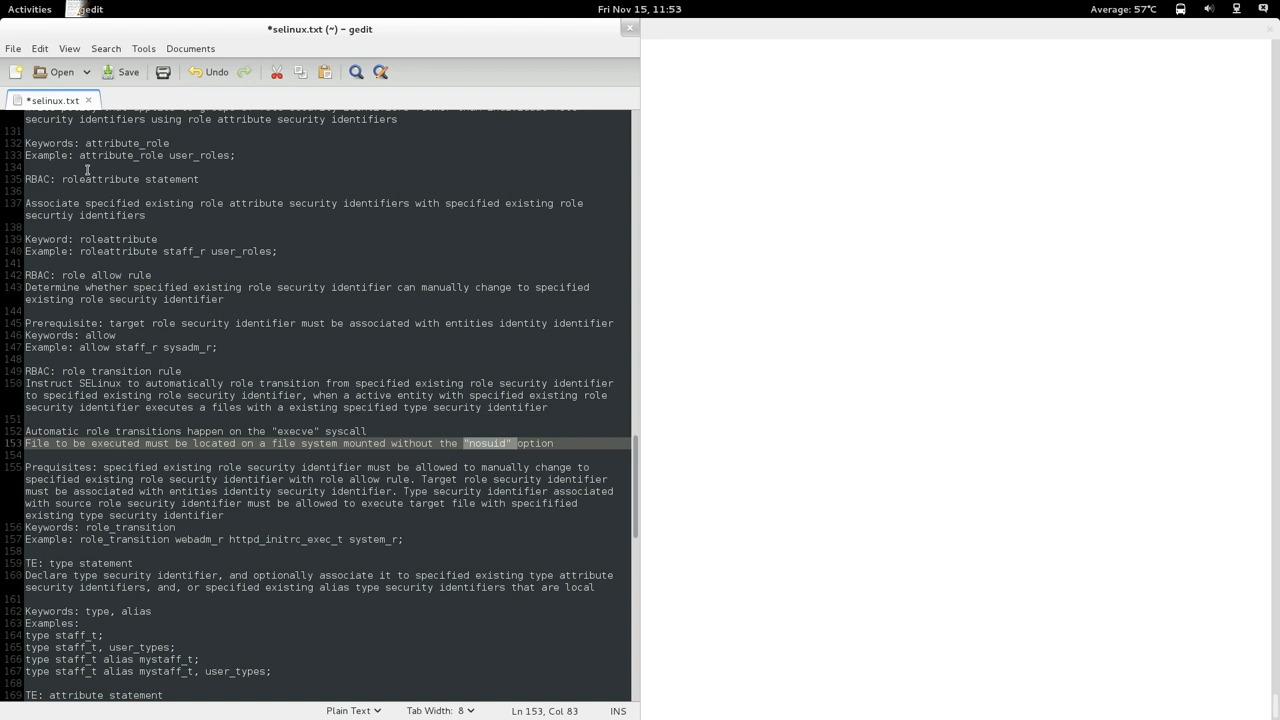 Activities gedit Fri Nov 15, 11:53 Average: 57°C
*selinux.txt (~) – gedit
File Edit View Search Tools Documents
Open Save Undo
*selinux.txt
security identifiers using role attribute security identifiers
131
132 Keywords: attribute_role
133 Example: attribute_role user_roles;
134
135 RBAC: roleattribute statement
136
137 Associate specified existing role attribute security identifiers with specified existing role
securtiy identifiers
138
139 Keyword: roleattribute
140 Example: roleattribute staff_r user_roles;
141
142 RBAC: role allow rule
143 Determine whether specified existing role security identifier can manually change to specified
existing role security identifier
144
145 Prerequisite: target role security identifier must be associated with entities identity identifier
146 Keywords: allow
147 Example: allow staff_r sysadm_r;
148
149 RBAC: role transition rule
150 Instruct SELinux to automatically role transition from specified existing role security identifier
to specified existing role security identifier, when a active entity with specified existing role
security identifier executes a files with a existing specified type security identifier
151
152 Automatic role transitions happen on the "execve" syscall
153 File to be executed must be located on a file system mounted without the "nosuid" option
154
155 Prequisites: specified existing role security identifier must be allowed to manually change to
specified existing role security identifier with role allow rule. Target role security identifier
must be associated with entities identity security identifier. Type security identifier associated
with source role security identifier must be allowed to execute target file with specifified
existing type security identifier
156 Keywords: role_transition
157 Example: role_transition webadm_r httpd_initrc_exec_t system_r;
158
159 TE: type statement
160 Declare type security identifier, and optionally associate it to specified existing type attribute
security identifiers, and, or specified existing alias type security identifiers that are local
161
162 Keywords: type, alias
163 Examples:
164 type staff_t;
165 type staff_t, user_types;
166 type staff_t alias mystaff_t;
167 type staff_t alias mystaff_t, user_types;
168
169 TE: attribute statement
Plain Text Tab Width: 8 Ln 153, Col 83 INS